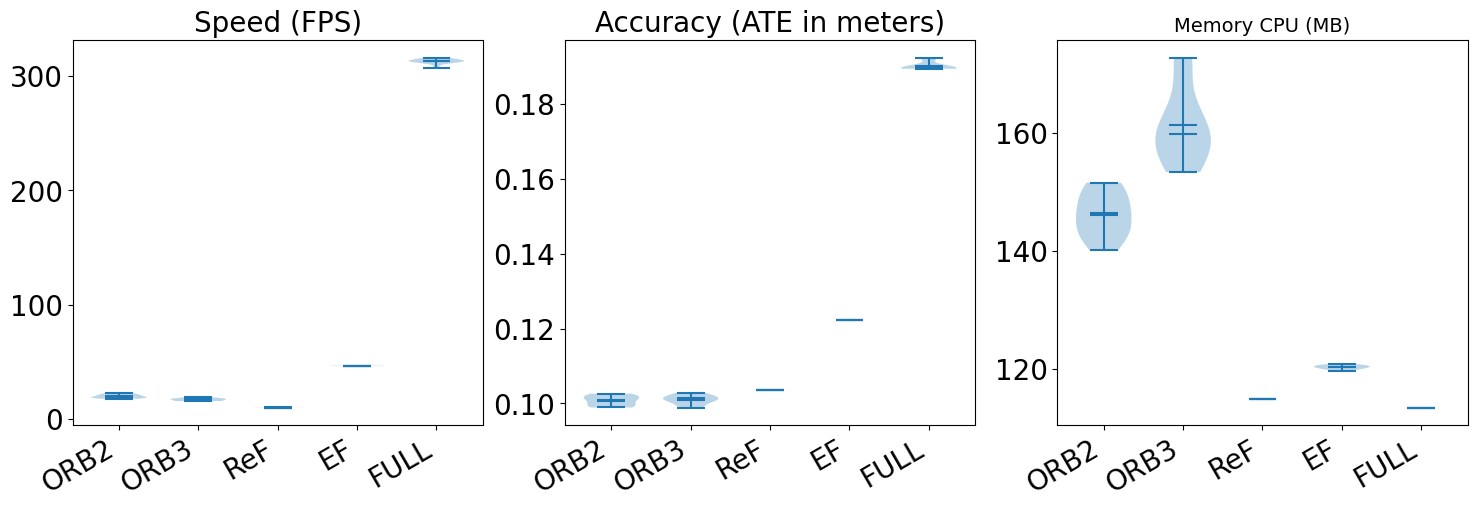 Speed (FPS)
300
200
100
0
ORB2
ORB3
ReF
EF
FULL
Accuracy (ATE in meters)
0.18
0.16
0.14
0.12
0.10
ORB2
ORB3
ReF
EF
FULL
Memory CPU (MB)
160
140
120
ORB2
ORB3
ReF
EF
FULL